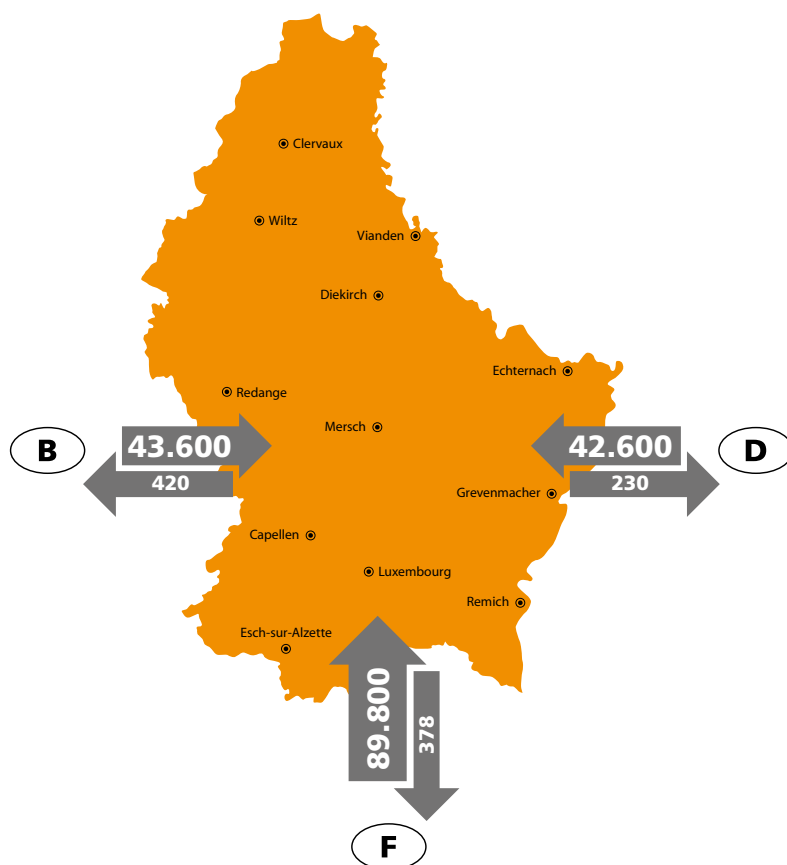 Clervaux
Wiltz
Vianden
Diekirch
Echternach
Redange
Mersch
B
43.600
42.600
D
420
230
Grevenmacher
Capellen
Luxembourg
Remich
Esch-sur-Alzette
89.800
378
F